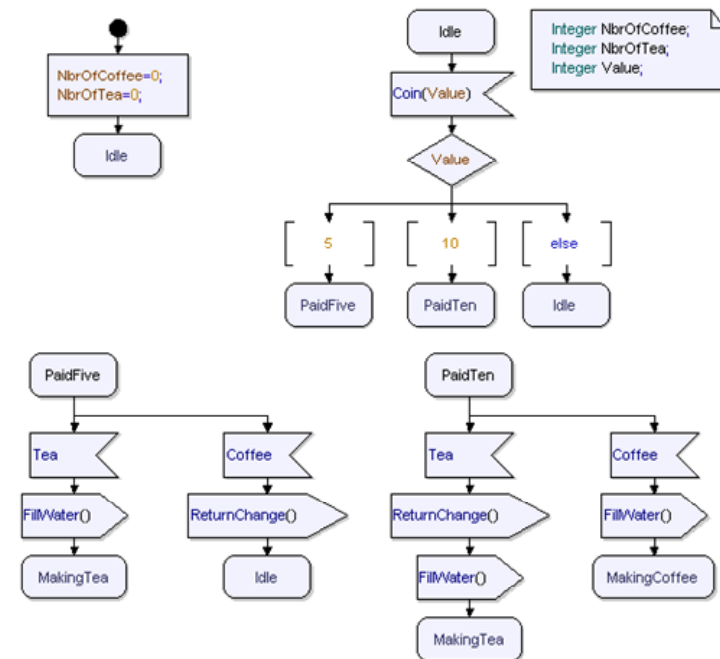 NbrOfCoffee=0;
NbrOfTea=0;
Idle
Idle
Coin(Value)
Value
5
10
else
PaidFive
PaidTen
Idle
Integer NbrOfCoffee;
Integer NbrOfTea;
Integer Value;
PaidFive
Tea
Coffee
FillWater()
ReturnChange()
MakingTea
Idle
PaidTen
Tea
Coffee
ReturnChange()
FillWater()
FillWater()
MakingCoffee
MakingTea